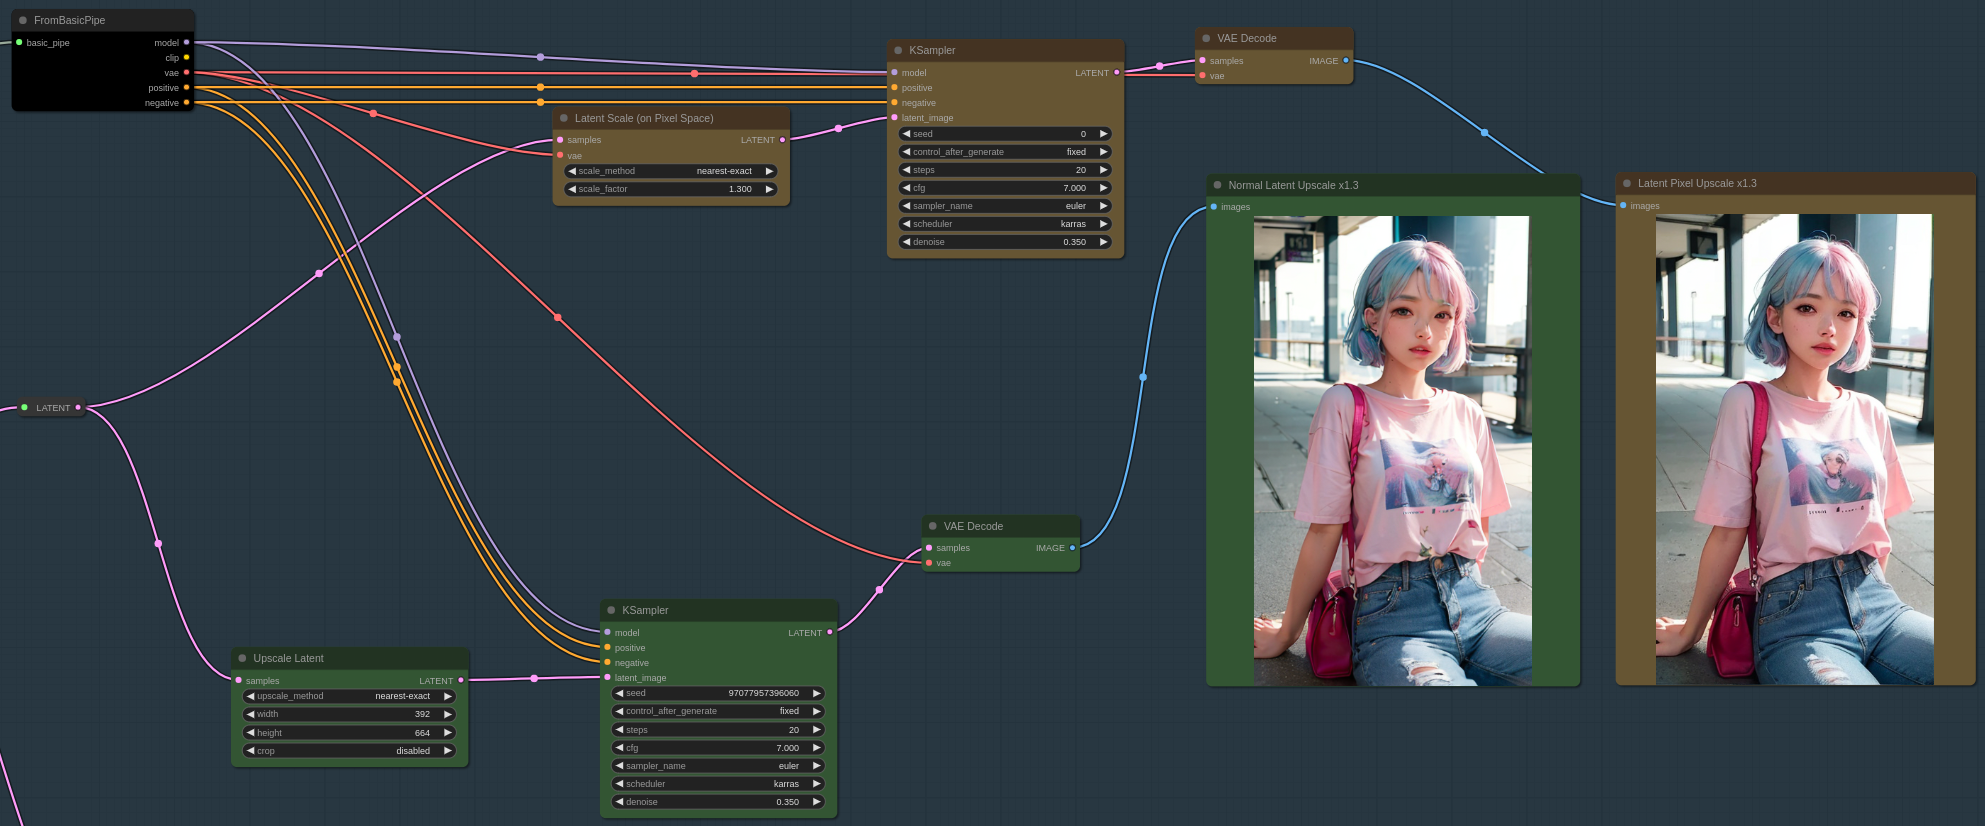 FromBasicPipe
basic_pipe
model
clip
vae
positive
negative
Latent Scale (on Pixel Space)
samples LATENT
vae
scale_method nearest-exact
scale_factor 1.300
KSampler
model LATENT
positive
negative
latent_image
seed 0
control_after_generate fixed
steps 20
cfg 7.000
sampler_name euler
scheduler karras
denoise 0.350
VAE Decode
samples IMAGE
vae
Normal Latent Upscale x1.3
images
Latent Pixel Upscale x1.3
images
LATENT
VAE Decode
samples IMAGE
vae
KSampler
model LATENT
positive
negative
latent_image
seed 97077957396060
control_after_generate fixed
steps 20
cfg 7.000
sampler_name euler
scheduler karras
denoise 0.350
Upscale Latent
samples LATENT
upscale_method nearest-exact
width 392
height 664
crop disabled